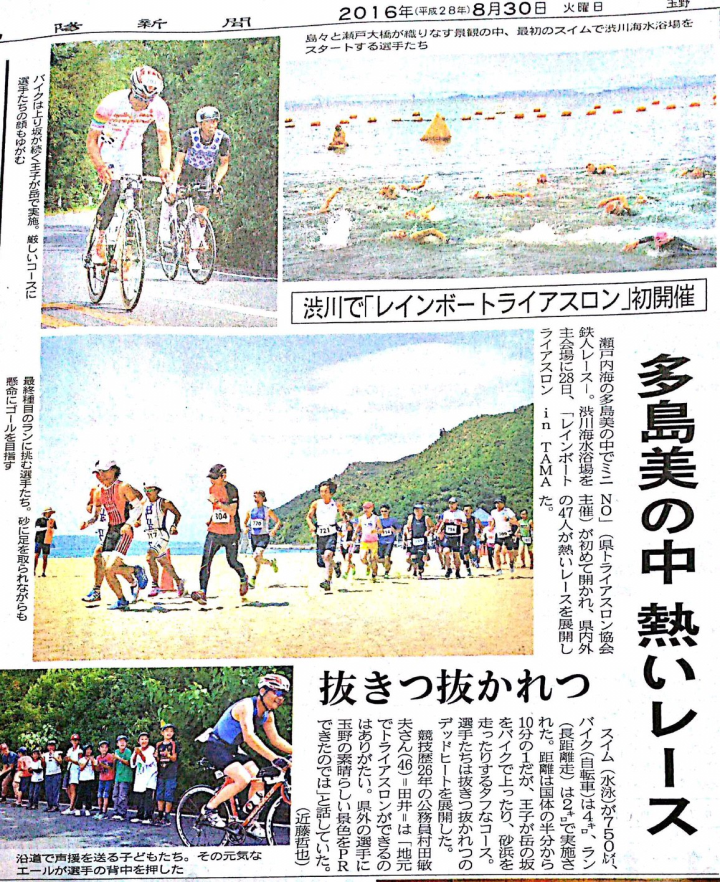 陽新聞
2016年(平成28年)8月30日 火曜日
玉野
島々と瀬戸大橋が織りなす景観の中、最初のスイムで渋川海水浴場を
スタートする選手たち
バイクは上り坂が続く王子が岳で実施。厳しいコースに
選手たちの顔もゆがむ
渋川で「レインボートライアスロン」初開催
多島美の中 熱いレース
瀬戸内海の多島美の中でミニ
鉄人レース―。渋川海水浴場を
主会場に28日、「レインボート
ライアスロン in TAMA
NO」(県トライアスロン協会
主催)が初めて開かれ、県内外
の47人が熱いレースを展開し
た。
最終種目のランに挑む選手たち。砂に足を取られながらも
懸命にゴールを目指す
104
117
770
721
抜きつ抜かれつ
スイム(水泳)が750㍍、
バイク(自転車)は4㌔、ラン
(長距離走)は2㌔で実施さ
れた。距離は国体の半分から
10分の1だが、王子が岳の坂
をバイクで上ったり、砂浜を
走ったりするタフなコース。
選手たちは抜きつ抜かれつの
デッドヒートを展開した。
競技歴26年の公務員村田敏
夫さん(46)=田井=は「地元
でトライアスロンができるの
はありがたい。県外の選手に
玉野の素晴らしい景色をPR
できたのでは」と話していた。
(近藤哲也)
沿道で声援を送る子どもたち。その元気な
エールが選手の背中を押した